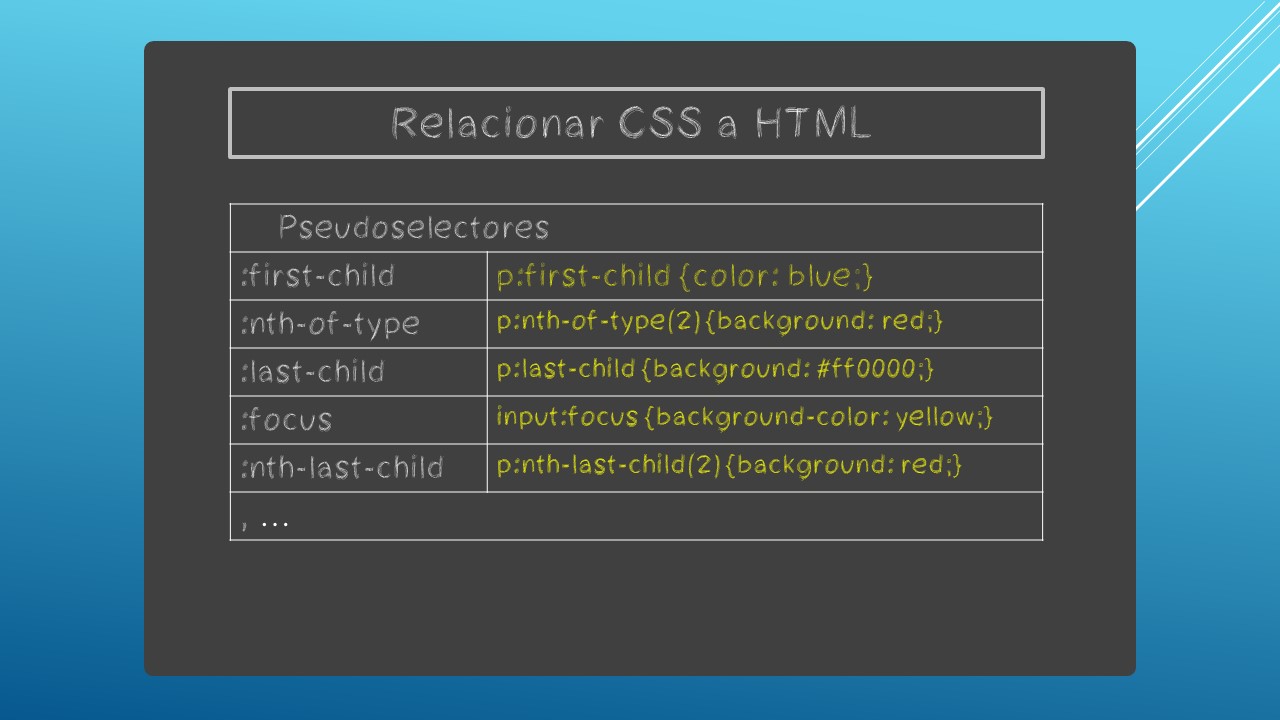 Relacionar CSS a HTML
Pseudoselectores
:first-child p:first-child {color: blue;}
:nth-of-type p:nth-of-type(2) {background: red;}
:last-child p:last-child {background: #ff0000;}
:focus input:focus {background-color: yellow;}
:nth-last-child p:nth-last-child(2) {background: red;}
, ...